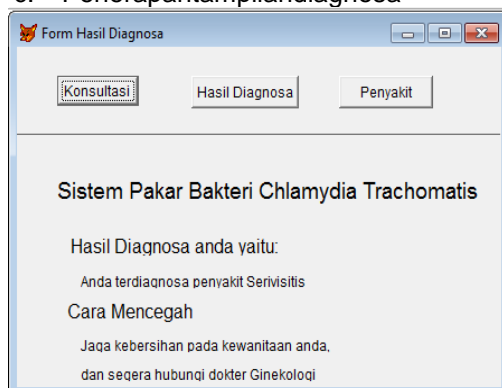 Form Hasil Diagnosa
Konsultasi Hasil Diagnosa Penyakit
Sistem Pakar Bakteri Chlamydia Trachomatis
Hasil Diagnosa anda yaitu:
Anda terdiagnosa penyakit Serivisitis
Cara Mencegah
Jaga kebersihan pada kewanitaan anda,
dan segera hubungi dokter Ginekologi